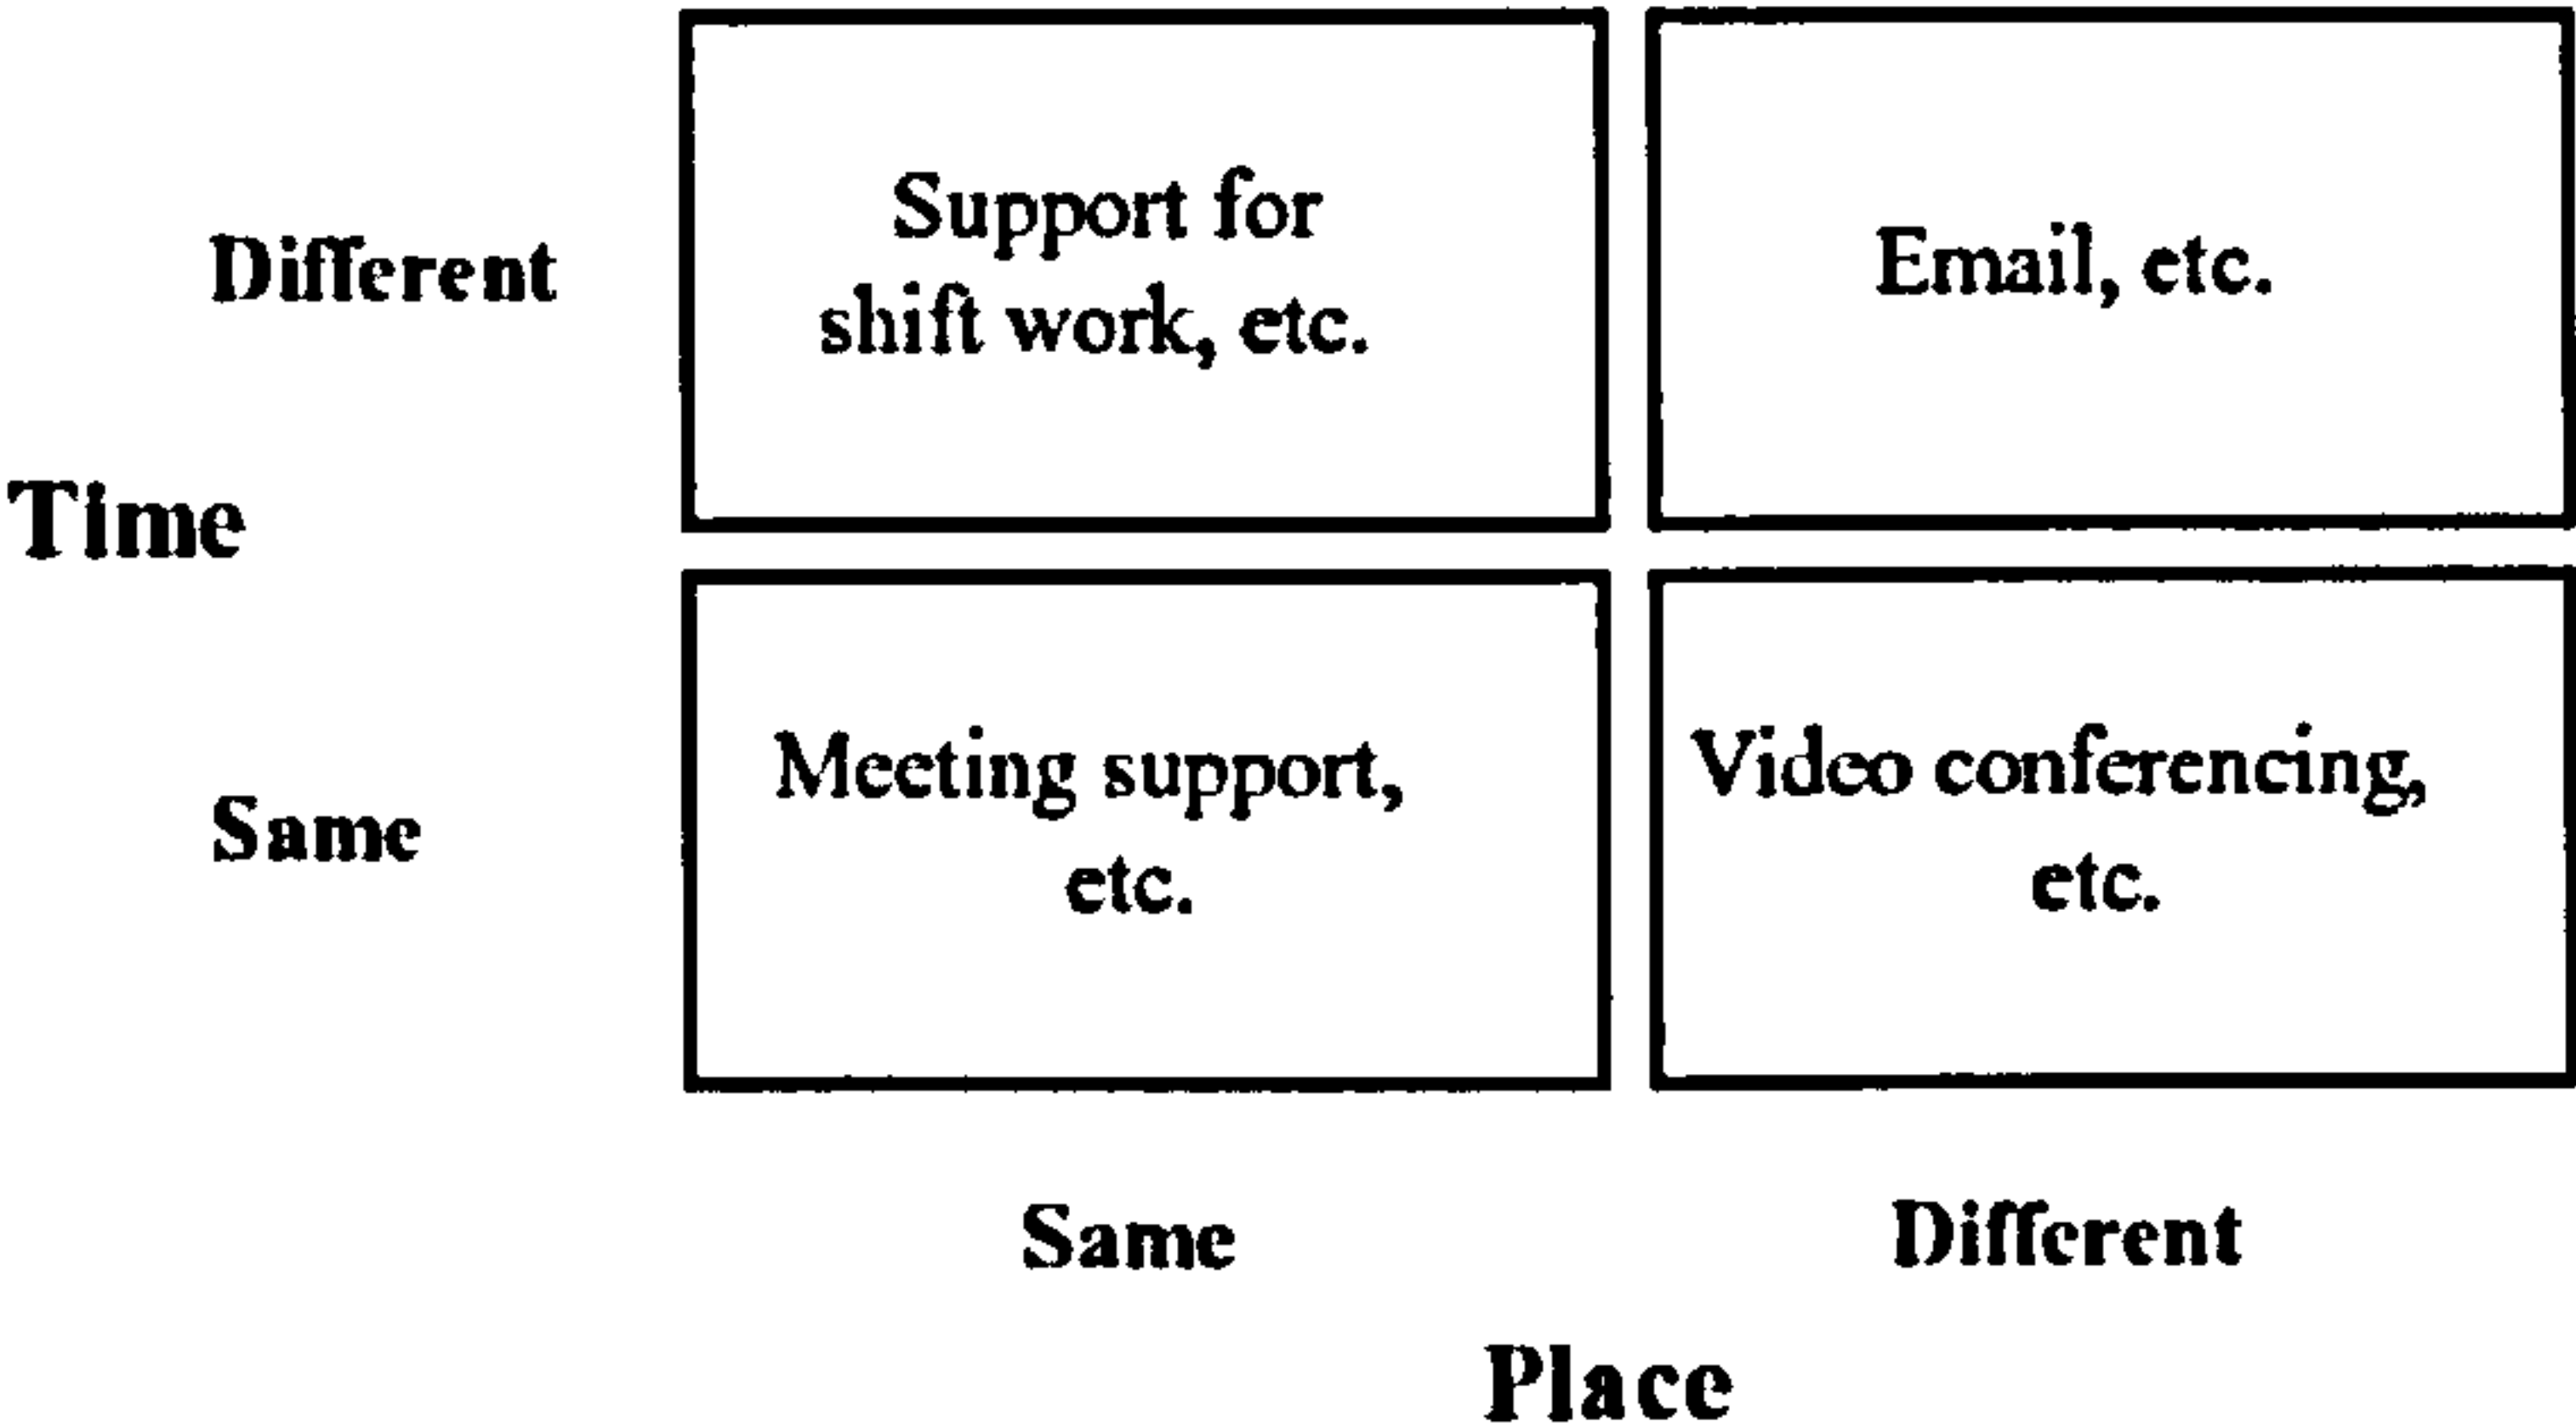 Support for
shift work, etc.
Email, etc.
Different
Time
Meeting support,
etc.
Video conferencing,
etc.
Same
Same
Different
Place